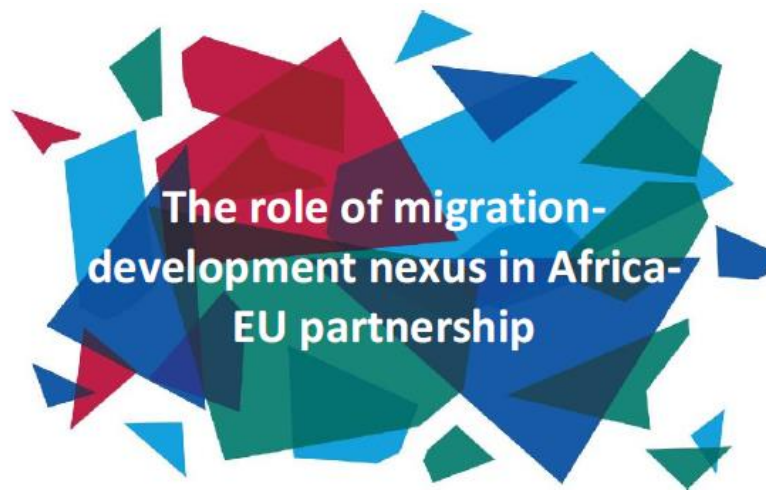 The role of migration-
development nexus in Africa-
EU partnership